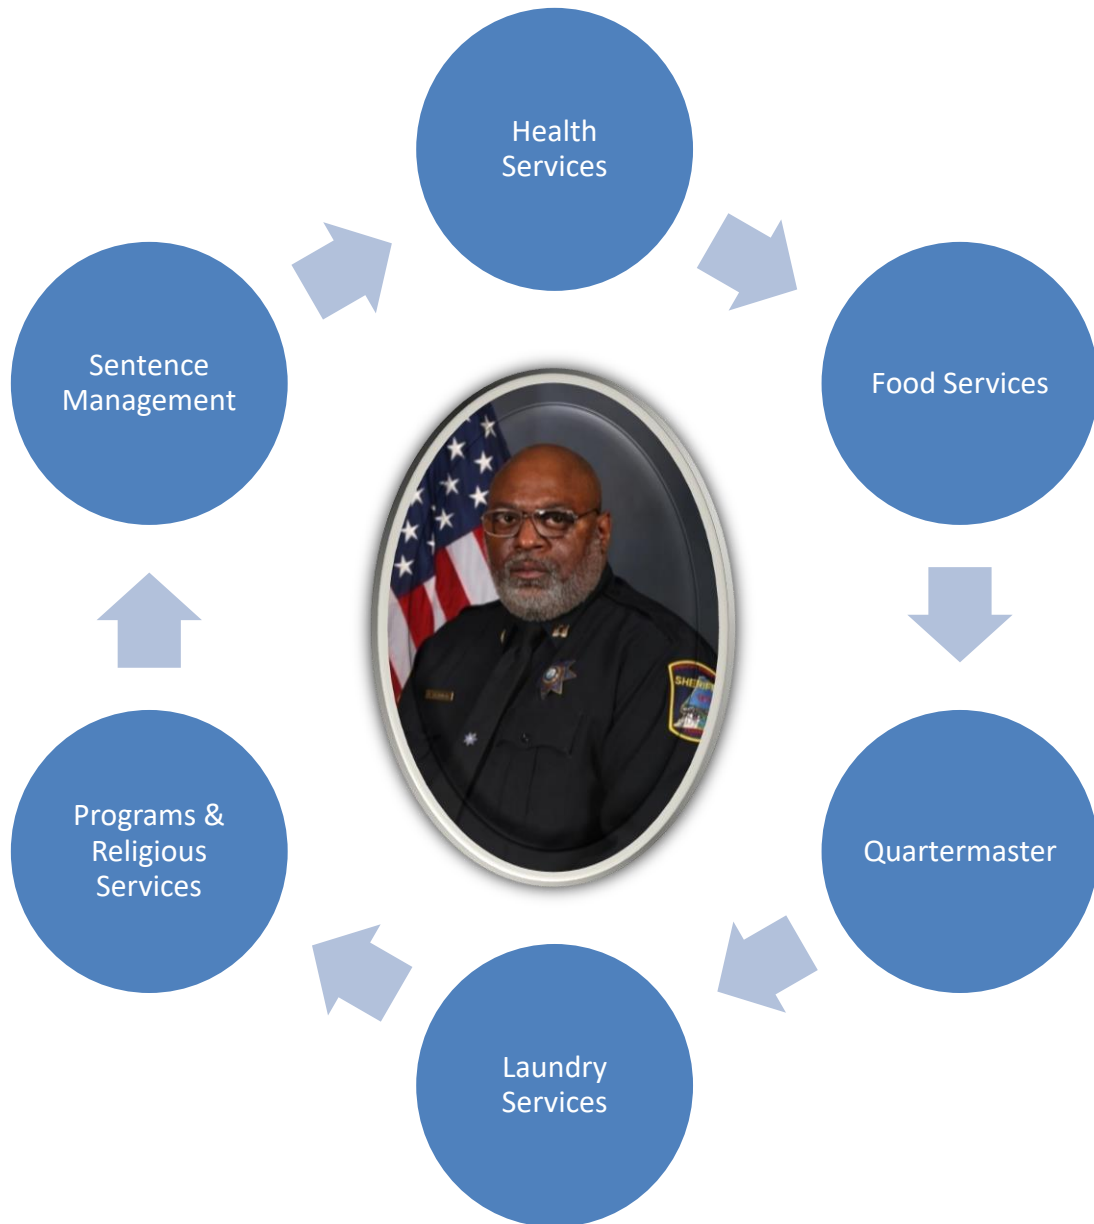 Health
Services
Food Services
Quartermaster
Laundry
Services
Programs &
Religious
Services
Sentence
Management